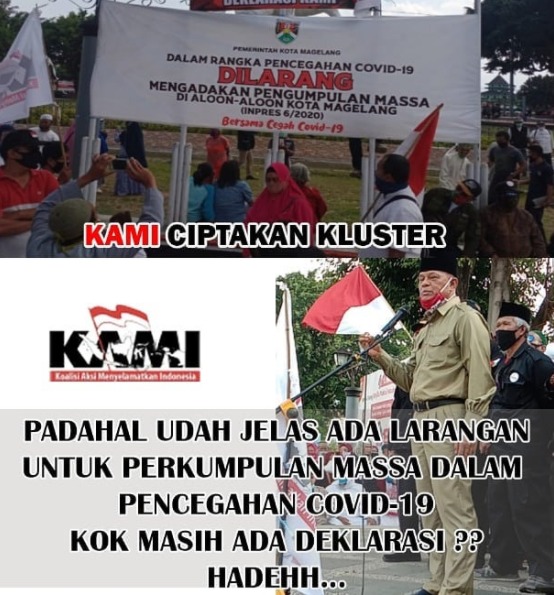 DEKLARASI KAMI
PEMERINTAH KOTA MAGELANG
DALAM RANGKA PENCEGAHAN COVID-19
DILARANG
MENGADAKAN PENGUMPULAN MASSA
DI ALOON-ALOON KOTA MAGELANG
(INPRES 6/2020)
Bersama Cegah Covid-19
KAMI CIPTAKAN KLUSTER
KAMI
Koalisi Aksi Menyelamatkan Indonesia
PADAHAL UDAH JELAS ADA LARANGAN
UNTUK PERKUMPULAN MASSA DALAM
PENCEGAHAN COVID-19
KOK MASIH ADA DEKLARASI ??
HADEHH...